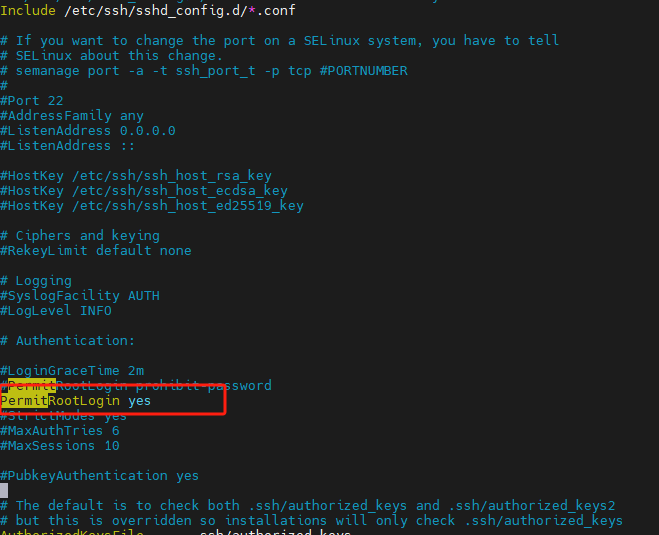 Include /etc/ssh/sshd_config.d/*.conf
# If you want to change the port on a SELinux system, you have to tell
# SELinux about this change.
# semanage port -a -t ssh_port_t -p tcp #PORTNUMBER
#
#Port 22
#AddressFamily any
#ListenAddress 0.0.0.0
#ListenAddress ::
#HostKey /etc/ssh/ssh_host_rsa_key
#HostKey /etc/ssh/ssh_host_ecdsa_key
#HostKey /etc/ssh/ssh_host_ed25519_key
# Ciphers and keying
#RekeyLimit default none
# Logging
#SyslogFacility AUTH
#LogLevel INFO
# Authentication:
#LoginGraceTime 2m
#PermitRootLogin prohibit-password
PermitRootLogin yes
#StrictModes yes
#MaxAuthTries 6
#MaxSessions 10
#PubkeyAuthentication yes
# The default is to check both .ssh/authorized_keys and .ssh/authorized_keys2
# but this is overridden so installations will only check .ssh/authorized_keys
AuthorizedKeysFile .ssh/authorized_keys